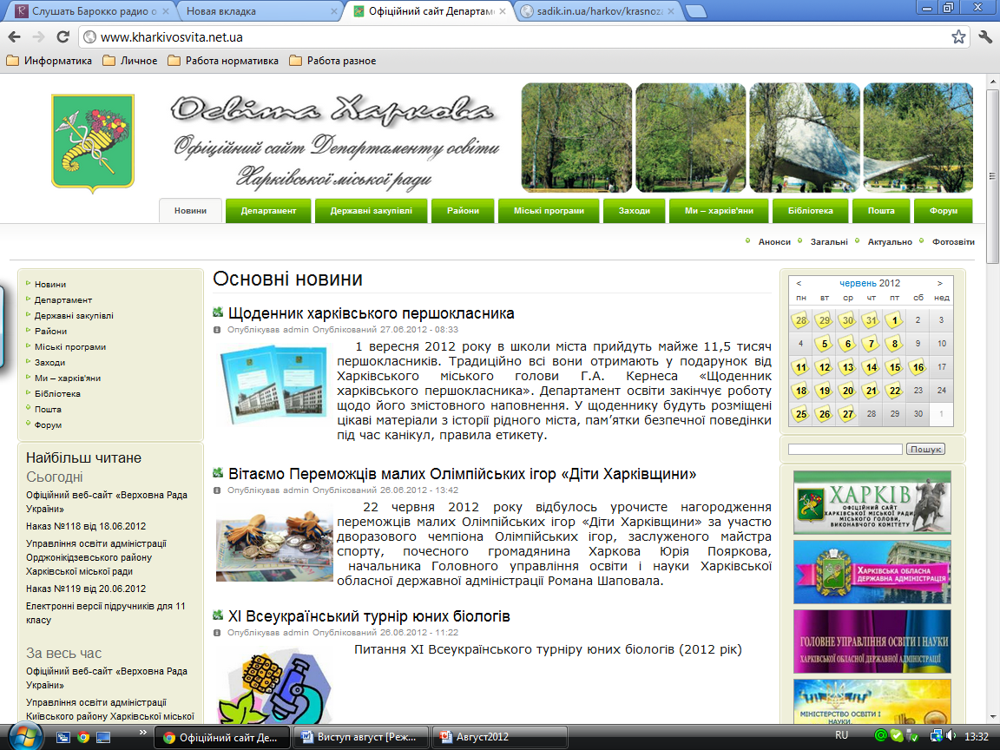 Слушать Барокко радио о
Новая вкладка
Офіційний сайт Департам
sadik.in.ua/harkov/krasnoza
www.kharkivosvita.net.ua
Информатика
Личное
Работа нормативка
Работа разное
Освіта Харкова
Офіційний сайт Департаменту освіти
Харківської міської ради
Новини
Департамент
Державні закупівлі
Райони
Міські програми
Заходи
Ми – харків'яни
Бібліотека
Пошта
Форум
Анонси
Загальні
Актуально
Фотозвіти
Новини
Департамент
Державні закупівлі
Райони
Міські програми
Заходи
Ми – харків'яни
Бібліотека
Пошта
Форум
Найбільш читане
Сьогодні
Офіційний веб-сайт «Верховна Рада
України»
Наказ №118 від 18.06.2012
Управління освіти адміністрації
Орджонікідзевського району
Харківської міської ради
Наказ №119 від 20.06.2012
Електронні версії підручників для 11
класу
За весь час
Офіційний веб-сайт «Верховна Рада
України»
Управління освіти адміністрації
Київського району Харківської міської
Основні новини
Щоденник харківського першокласника
Опублікував admin Опублікований 27.06.2012 - 08:33
1 вересня 2012 року в школи міста прийдуть майже 11,5 тисяч
першокласників. Традиційно всі вони отримають у подарунок від
Харківського міського голови Г.А. Кернеса «Щоденник
харківського першокласника». Департамент освіти закінчує роботу
щодо його змістовного наповнення. У щоденнику будуть розміщені
цікаві матеріали з історії рідного міста, пам'ятки безпечної поведінки
під час канікул, правила етикету.
Вітаємо Переможців малих Олімпійських ігор «Діти Харківщини»
Опублікував admin Опублікований 26.06.2012 - 13:42
22 червня 2012 року відбулось урочисте нагородження
переможців малих Олімпійських ігор «Діти Харківщини» за участю
дворазового чемпіона Олімпійських ігор, заслуженого майстра
спорту, почесного громадянина Харкова Юрія Пояркова,
начальника Головного управління освіти і науки Харківської
обласної державної адміністрації Романа Шаповала.
XI Всеукраїнський турнір юних біологів
Опублікував admin Опублікований 26.06.2012 - 11:22
Питання XI Всеукраїнського турніру юних біологів (2012 рік)
< червень 2012 >
пн вт ср чт пт сб нед
28 29 30 31 1 2 3
4 5 6 7 8 9 10
11 12 13 14 15 16 17
18 19 20 21 22 23 24
25 26 27 28 29 30 1
Пошук
ХАРКІВ
ОФІЦІЙНИЙ САЙТ
ХАРКІВСЬКОЇ МІСЬКОЇ РАДИ,
МІСЬКОГО ГОЛОВИ,
ВИКОНАВЧОГО КОМІТЕТУ
ХАРКІВСЬКА ОБЛАСНА
ДЕРЖАВНА АДМІНІСТРАЦІЯ
ГОЛОВНЕ УПРАВЛІННЯ ОСВІТИ І НАУКИ
ХАРКІВСЬКОЇ ОБЛАСНОЇ ДЕРЖАВНОЇ АДМІНІСТРАЦІЇ
МІНІСТЕРСТВО ОСВІТИ І
НАУКИ,
Офіційний сайт Де...
Виступ август [Реж...
Август2012
RU
13:32